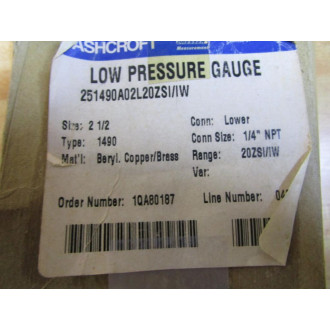 ASHCROFT
LOW PRESSURE GAUGE
251490A02L20ZSI/IW
Size: 2 1/2 Conn: Lower
Type: 1490 Conn Size: 1/4" NPT
Mat'l: Beryl. Copper/Brass Range: 20ZSI/IW
Var:
Order Number: 1QA80187 Line Number: